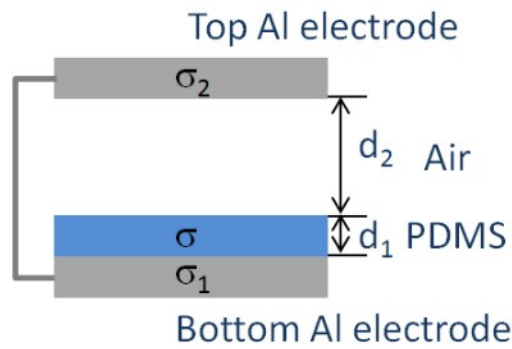 Top Al electrode
σ₂
d₂ Air
σ d₁ PDMS
σ₁
Bottom Al electrode